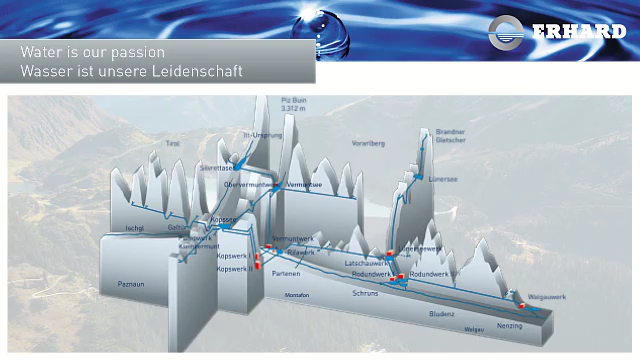 ERHARD
Water is our passion
Wasser ist unsere Leidenschaft
Piz Buin
3.312 m
Ill-Ursprung
Tirol
Vorarlberg
Brandner
Gletscher
Silvrettasee
Obervermuntwerk
Vermuntsee
Lünersee
Ischgl
Kopssee
Kleinvermunt
Vermuntwerk
Rifawerk
Kopswerk I
Kopswerk II
Latschauwerk
Lünerseewerk
Partenen
Rodundwerk I
Rodundwerk II
Paznaun
Montafon
Schruns
Walgauwerk
Bludenz
Walgau
Nenzing